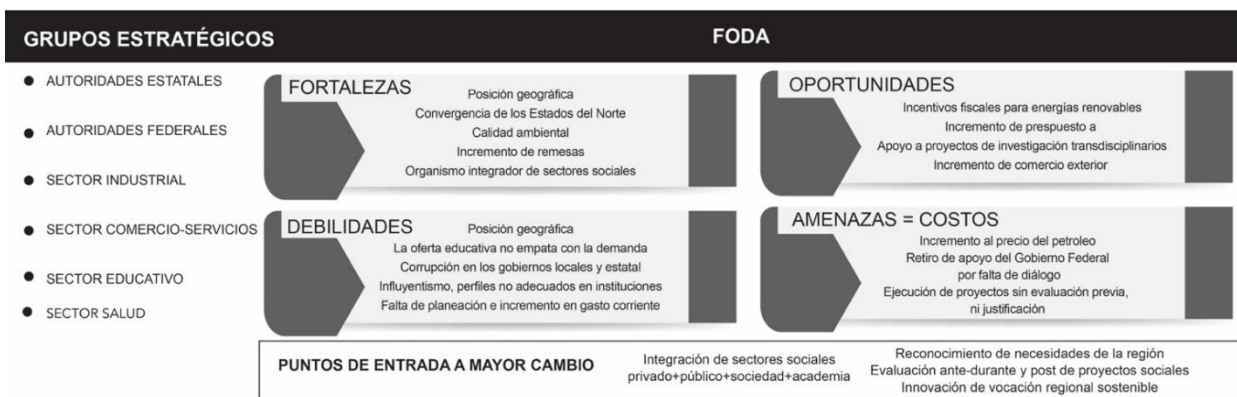 GRUPOS ESTRATÉGICOS
FODA
AUTORIDADES ESTATALES
AUTORIDADES FEDERALES
SECTOR INDUSTRIAL
SECTOR COMERCIO-SERVICIOS
SECTOR EDUCATIVO
SECTOR SALUD
FORTALEZAS
Posición geográfica
Convergencia de los Estados del Norte
Calidad ambiental
Incremento de remesas
Organismo integrador de sectores sociales
OPORTUNIDADES
Incentivos fiscales para energías renovables
Incremento de prespuesto a
Apoyo a proyectos de investigación transdisciplinarios
Incremento de comercio exterior
DEBILIDADES
Posición geográfica
La oferta educativa no empata con la demanda
Corrupción en los gobiernos locales y estatal
Influyentismo, perfiles no adecuados en instituciones
Falta de planeación e incremento en gasto corriente
AMENAZAS = COSTOS
Incremento al precio del petroleo
Retiro de apoyo del Gobierno Federal
por falta de diálogo
Ejecución de proyectos sin evaluación previa,
ni justificación
PUNTOS DE ENTRADA A MAYOR CAMBIO
Integración de sectores sociales
privado+público+sociedad+academia
Reconocimiento de necesidades de la región
Evaluación ante-durante y post de proyectos sociales
Innovación de vocación regional sostenible